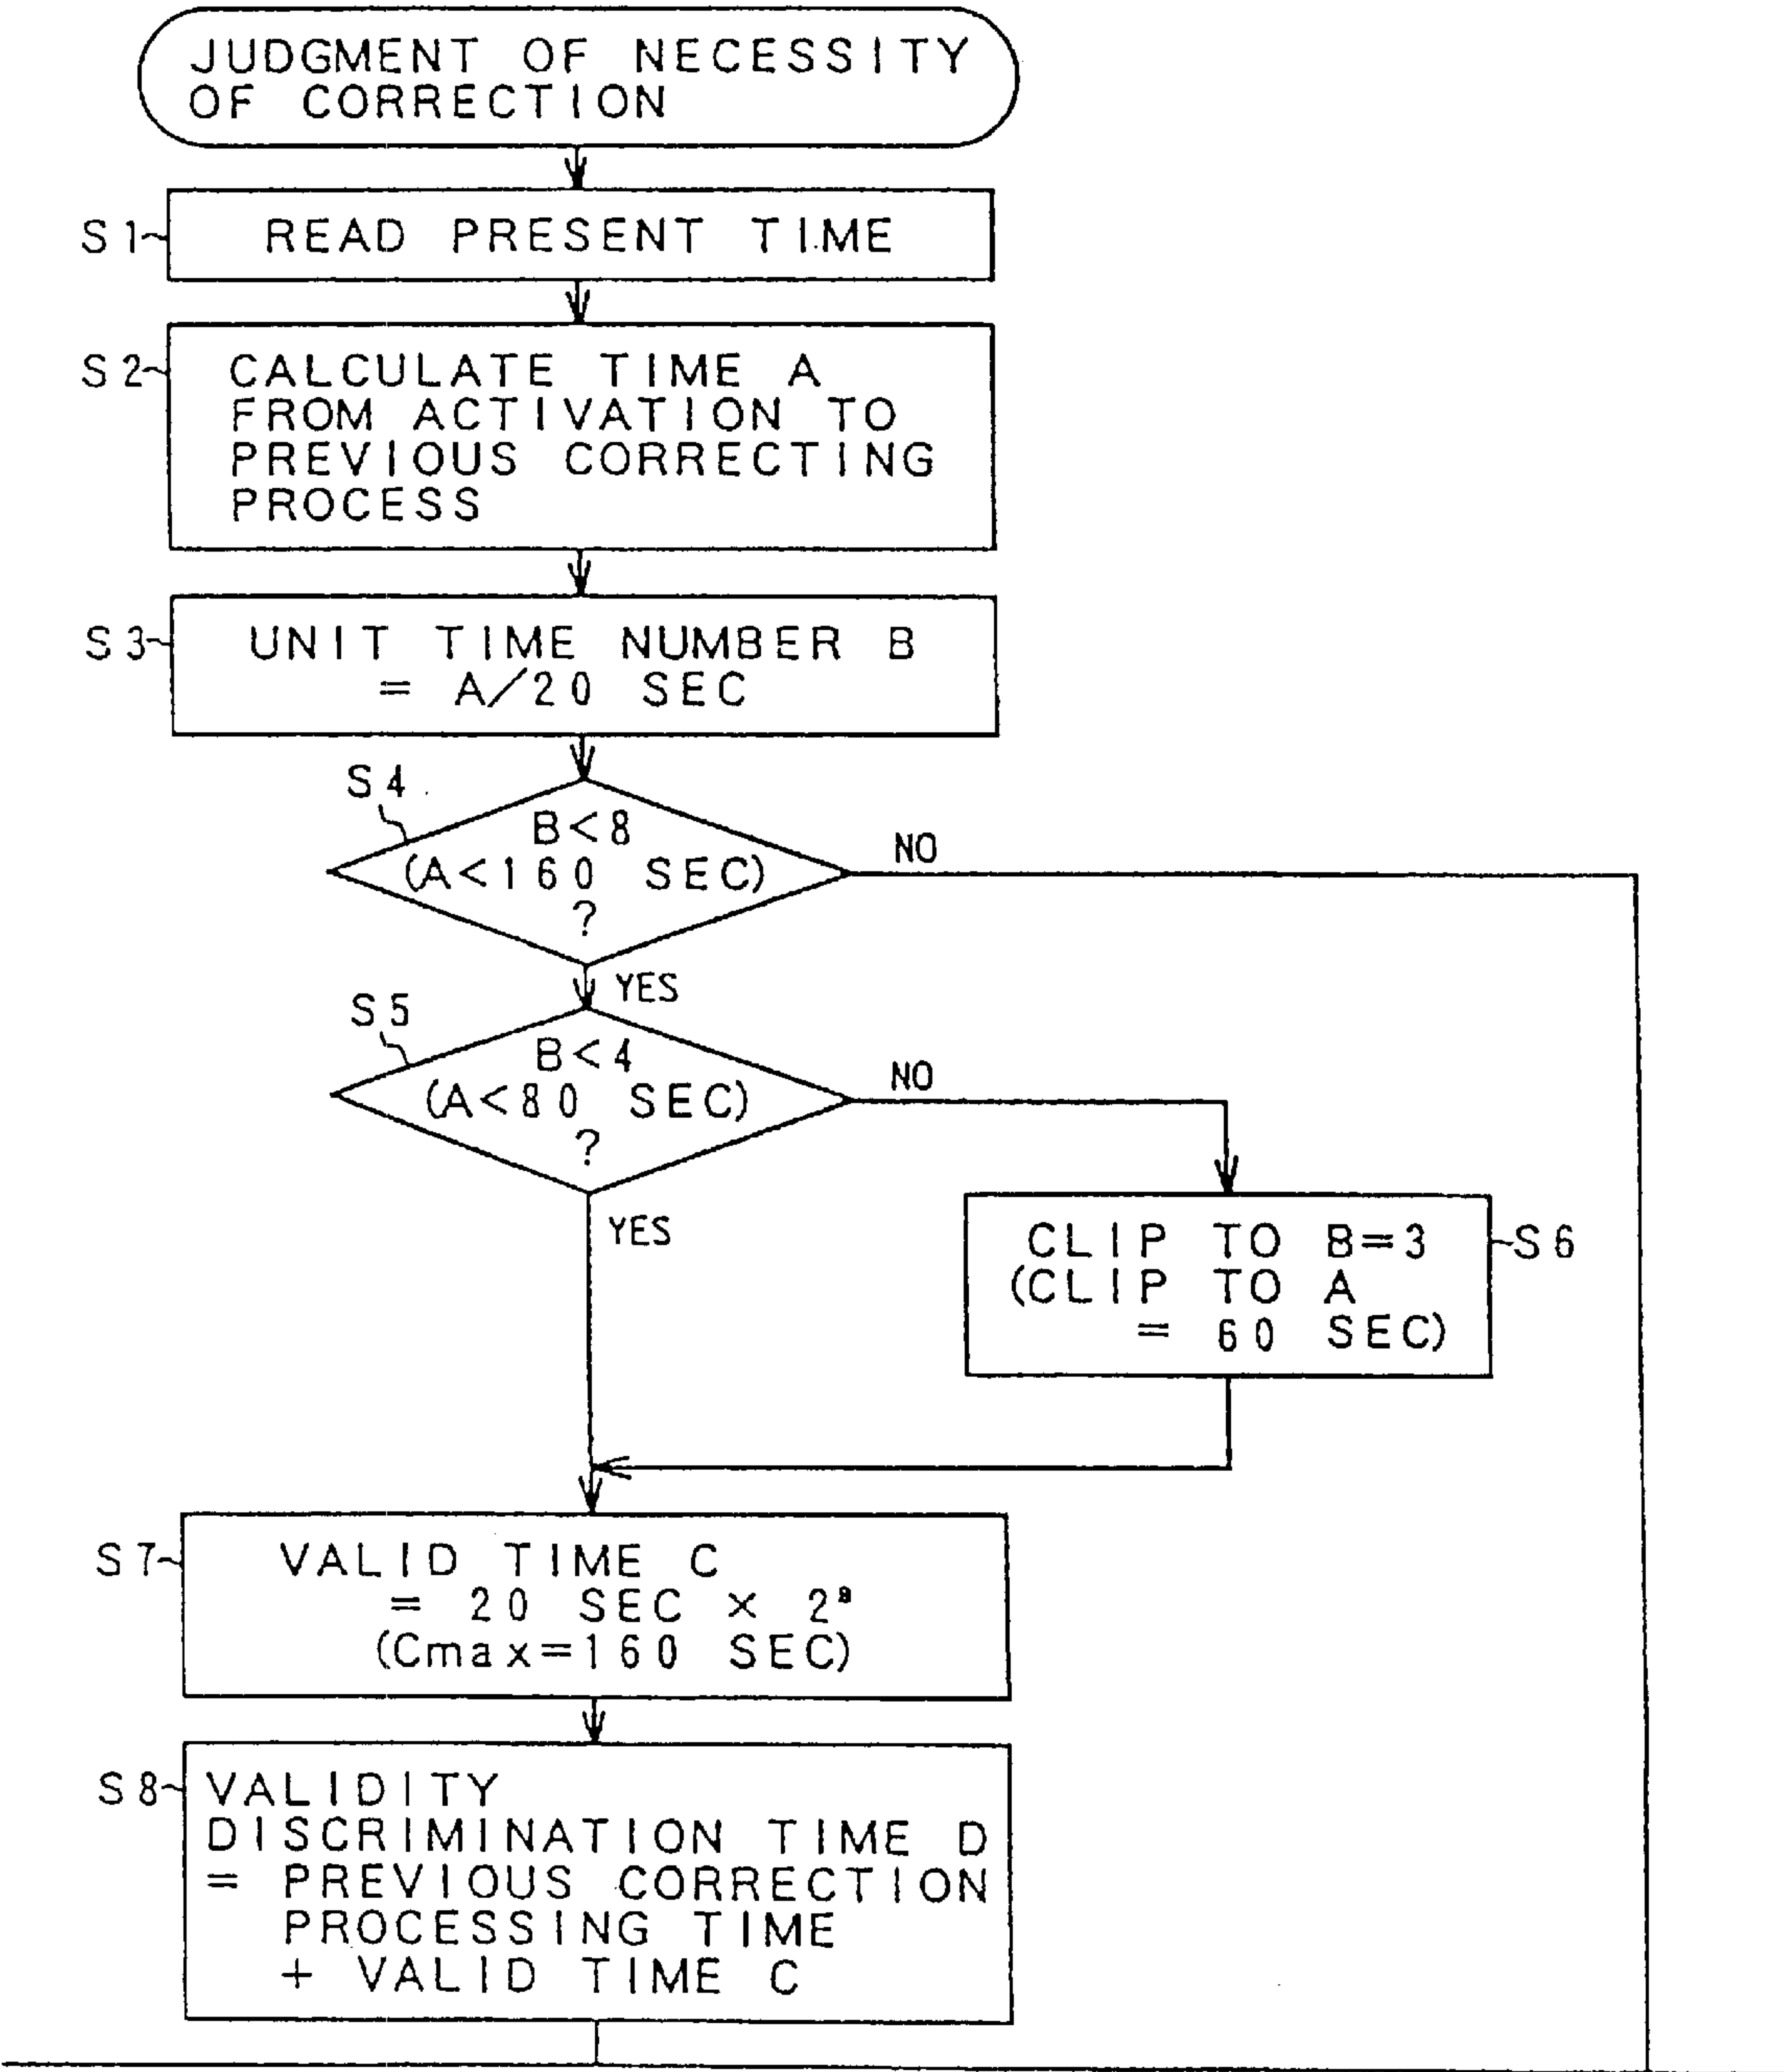 JUDGMENT OF NECESSITY
OF CORRECTION
S1
READ PRESENT TIME
S2
CALCULATE TIME A
FROM ACTIVATION TO
PREVIOUS CORRECTING
PROCESS
S3
UNIT TIME NUMBER B
= A/20 SEC
S4
B<8
(A<160 SEC)
?
NO
YES
S5
B<4
(A<80 SEC)
?
NO
YES
CLIP TO B=3
(CLIP TO A
= 60 SEC)
S6
S7
VALID TIME C
= 20 SEC × 2ᴮ
(Cmax=160 SEC)
S8
VALIDITY
DISCRIMINATION TIME D
= PREVIOUS CORRECTION
PROCESSING TIME
+ VALID TIME C